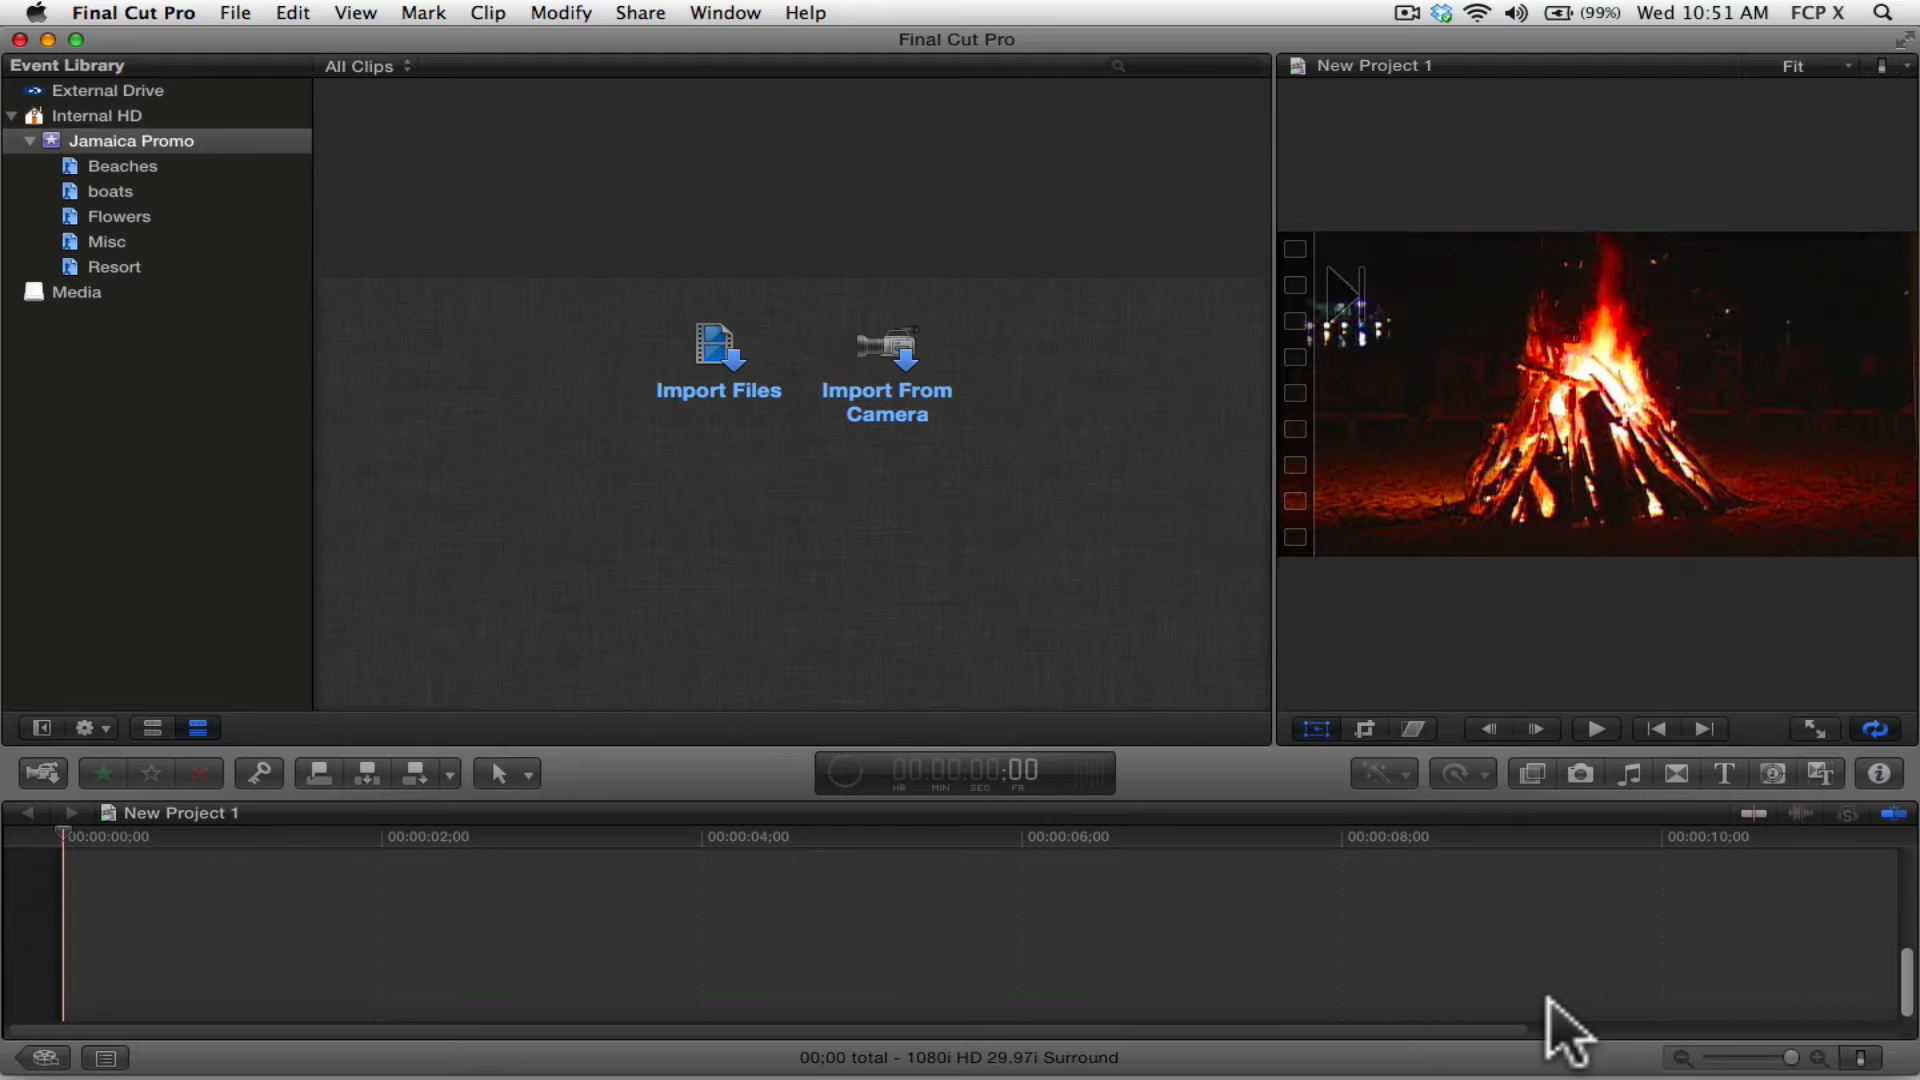 Final Cut Pro File Edit View Mark Clip Modify Share Window Help (99%) Wed 10:51 AM FCP X
Final Cut Pro
Event Library
All Clips
New Project 1
Fit
External Drive
Internal HD
Jamaica Promo
Beaches
boats
Flowers
Misc
Resort
Media
Import Files
Import From
Camera
00:00:00;00
HR MIN SEC FR
New Project 1
00:00:00;00 00:00:02;00 00:00:04;00 00:00:06;00 00:00:08;00 00:00:10;00
00;00 total - 1080i HD 29.97i Surround